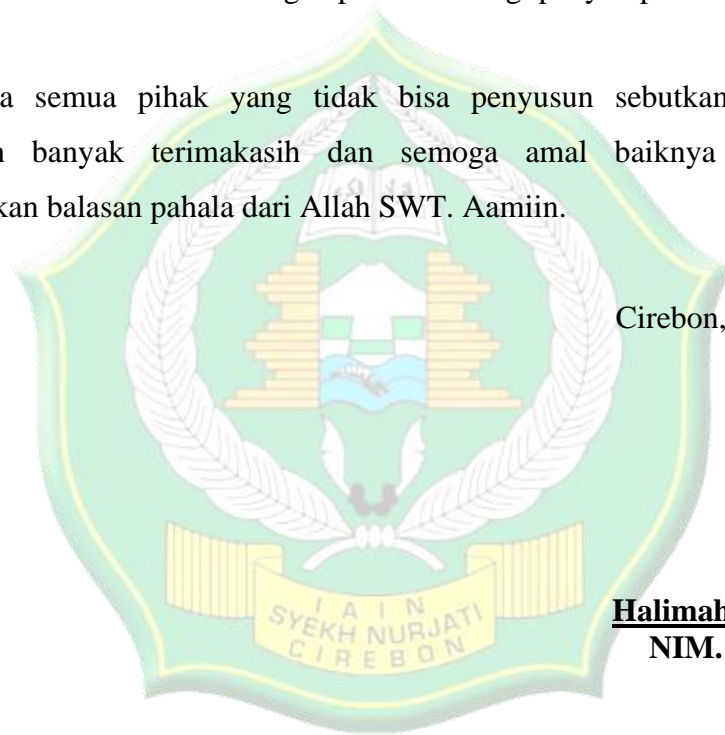 a semua pihak yang tidak bisa penyusun sebutkan
banyak terimakasih dan semoga amal baiknya
kan balasan pahala dari Allah SWT. Aamiin.
Cirebon,
Halimah
NIM.
IAIN
SYEKH NURJATI
CIREBON